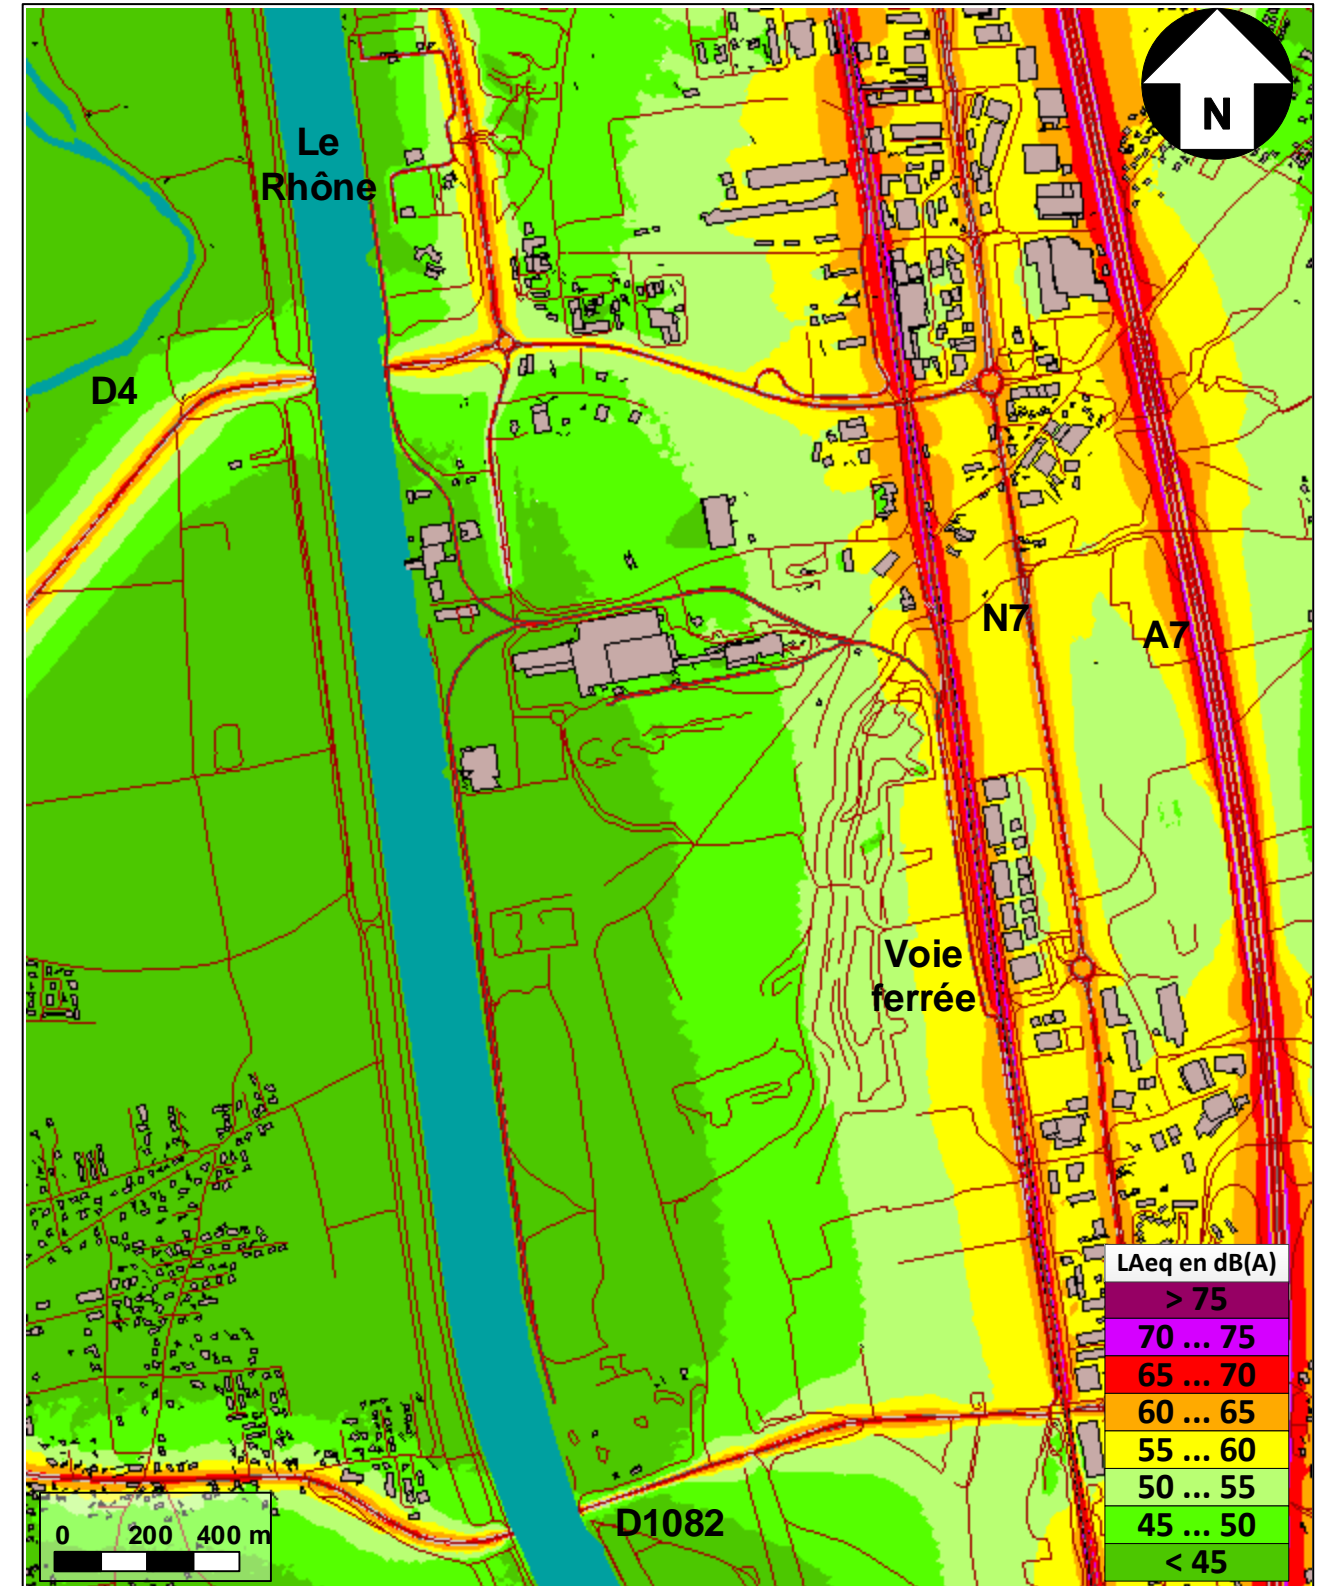 N
Le
Rhône
D4
N7
A7
Voie
ferrée
D1082
LAeq en dB(A)
> 75
70 ... 75
65 ... 70
60 ... 65
55 ... 60
50 ... 55
45 ... 50
< 45
0 200 400 m